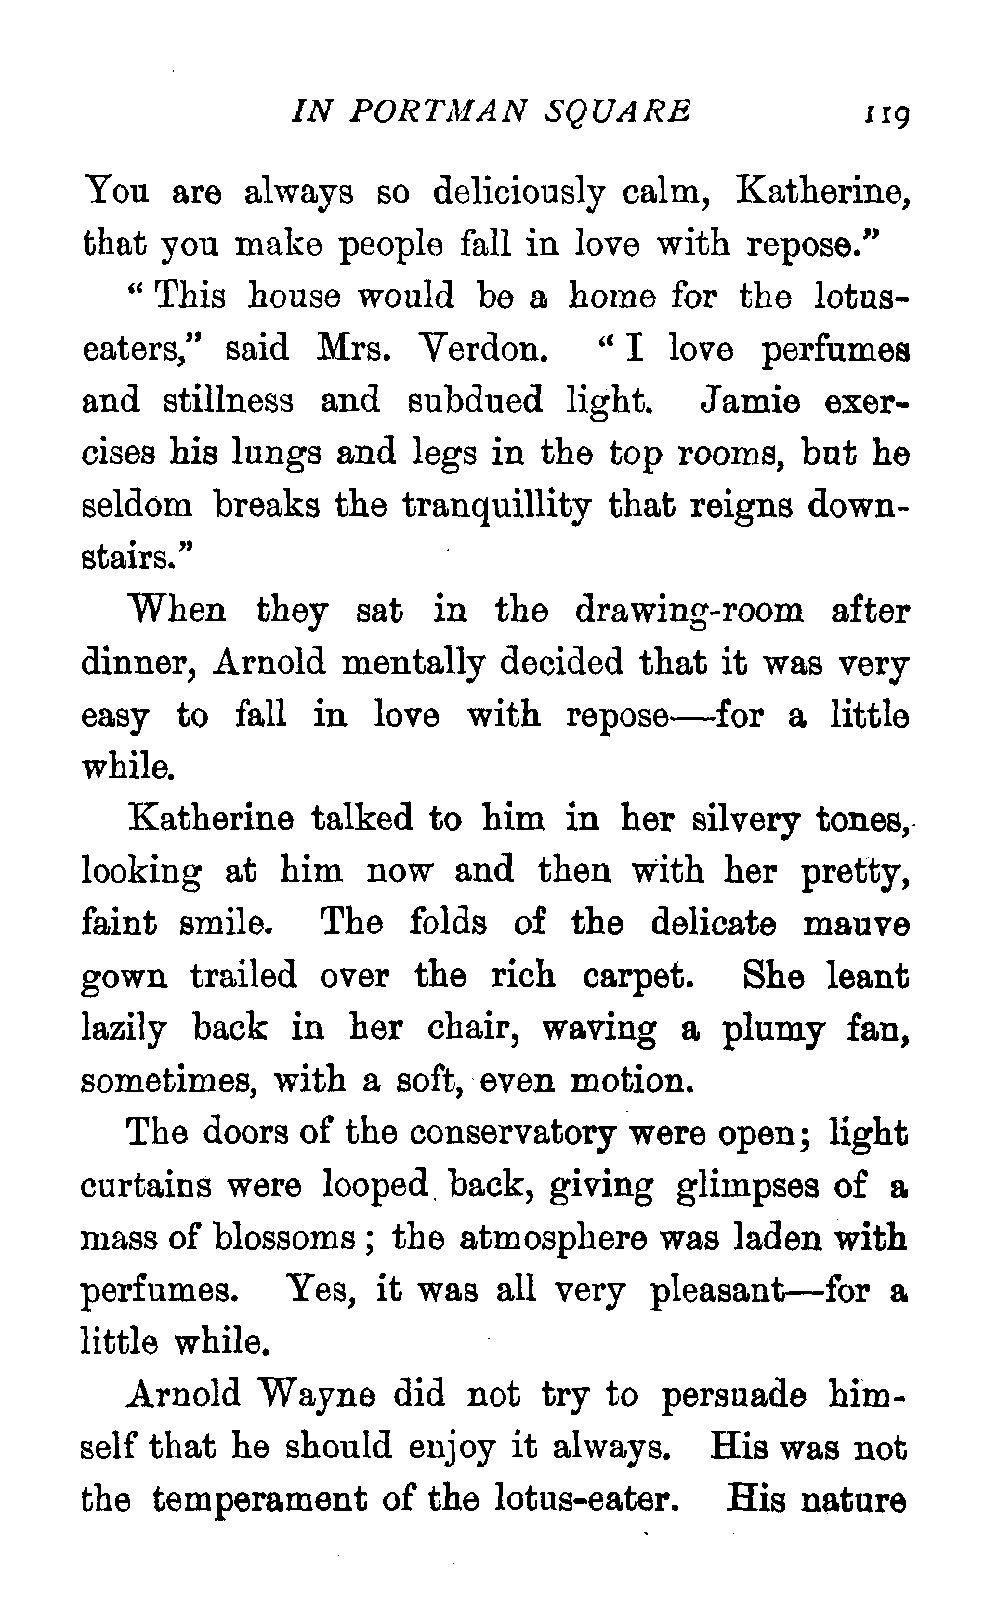 IN PORTMAN SQUARE 119
You are always so deliciously calm, Katherine,
that you make people fall in love with repose."
" This house would be a home for the lotus-
eaters," said Mrs. Verdon. " I love perfumes
and stillness and subdued light. Jamie exer-
cises his lungs and legs in the top rooms, but he
seldom breaks the tranquillity that reigns down-
stairs."
When they sat in the drawing-room after
dinner, Arnold mentally decided that it was very
easy to fall in love with repose—for a little
while.
Katherine talked to him in her silvery tones,
looking at him now and then with her pretty,
faint smile. The folds of the delicate mauve
gown trailed over the rich carpet. She leant
lazily back in her chair, waving a plumy fan,
sometimes, with a soft, even motion.
The doors of the conservatory were open; light
curtains were looped back, giving glimpses of a
mass of blossoms ; the atmosphere was laden with
perfumes. Yes, it was all very pleasant—for a
little while.
Arnold Wayne did not try to persuade him-
self that he should enjoy it always. His was not
the temperament of the lotus-eater. His nature